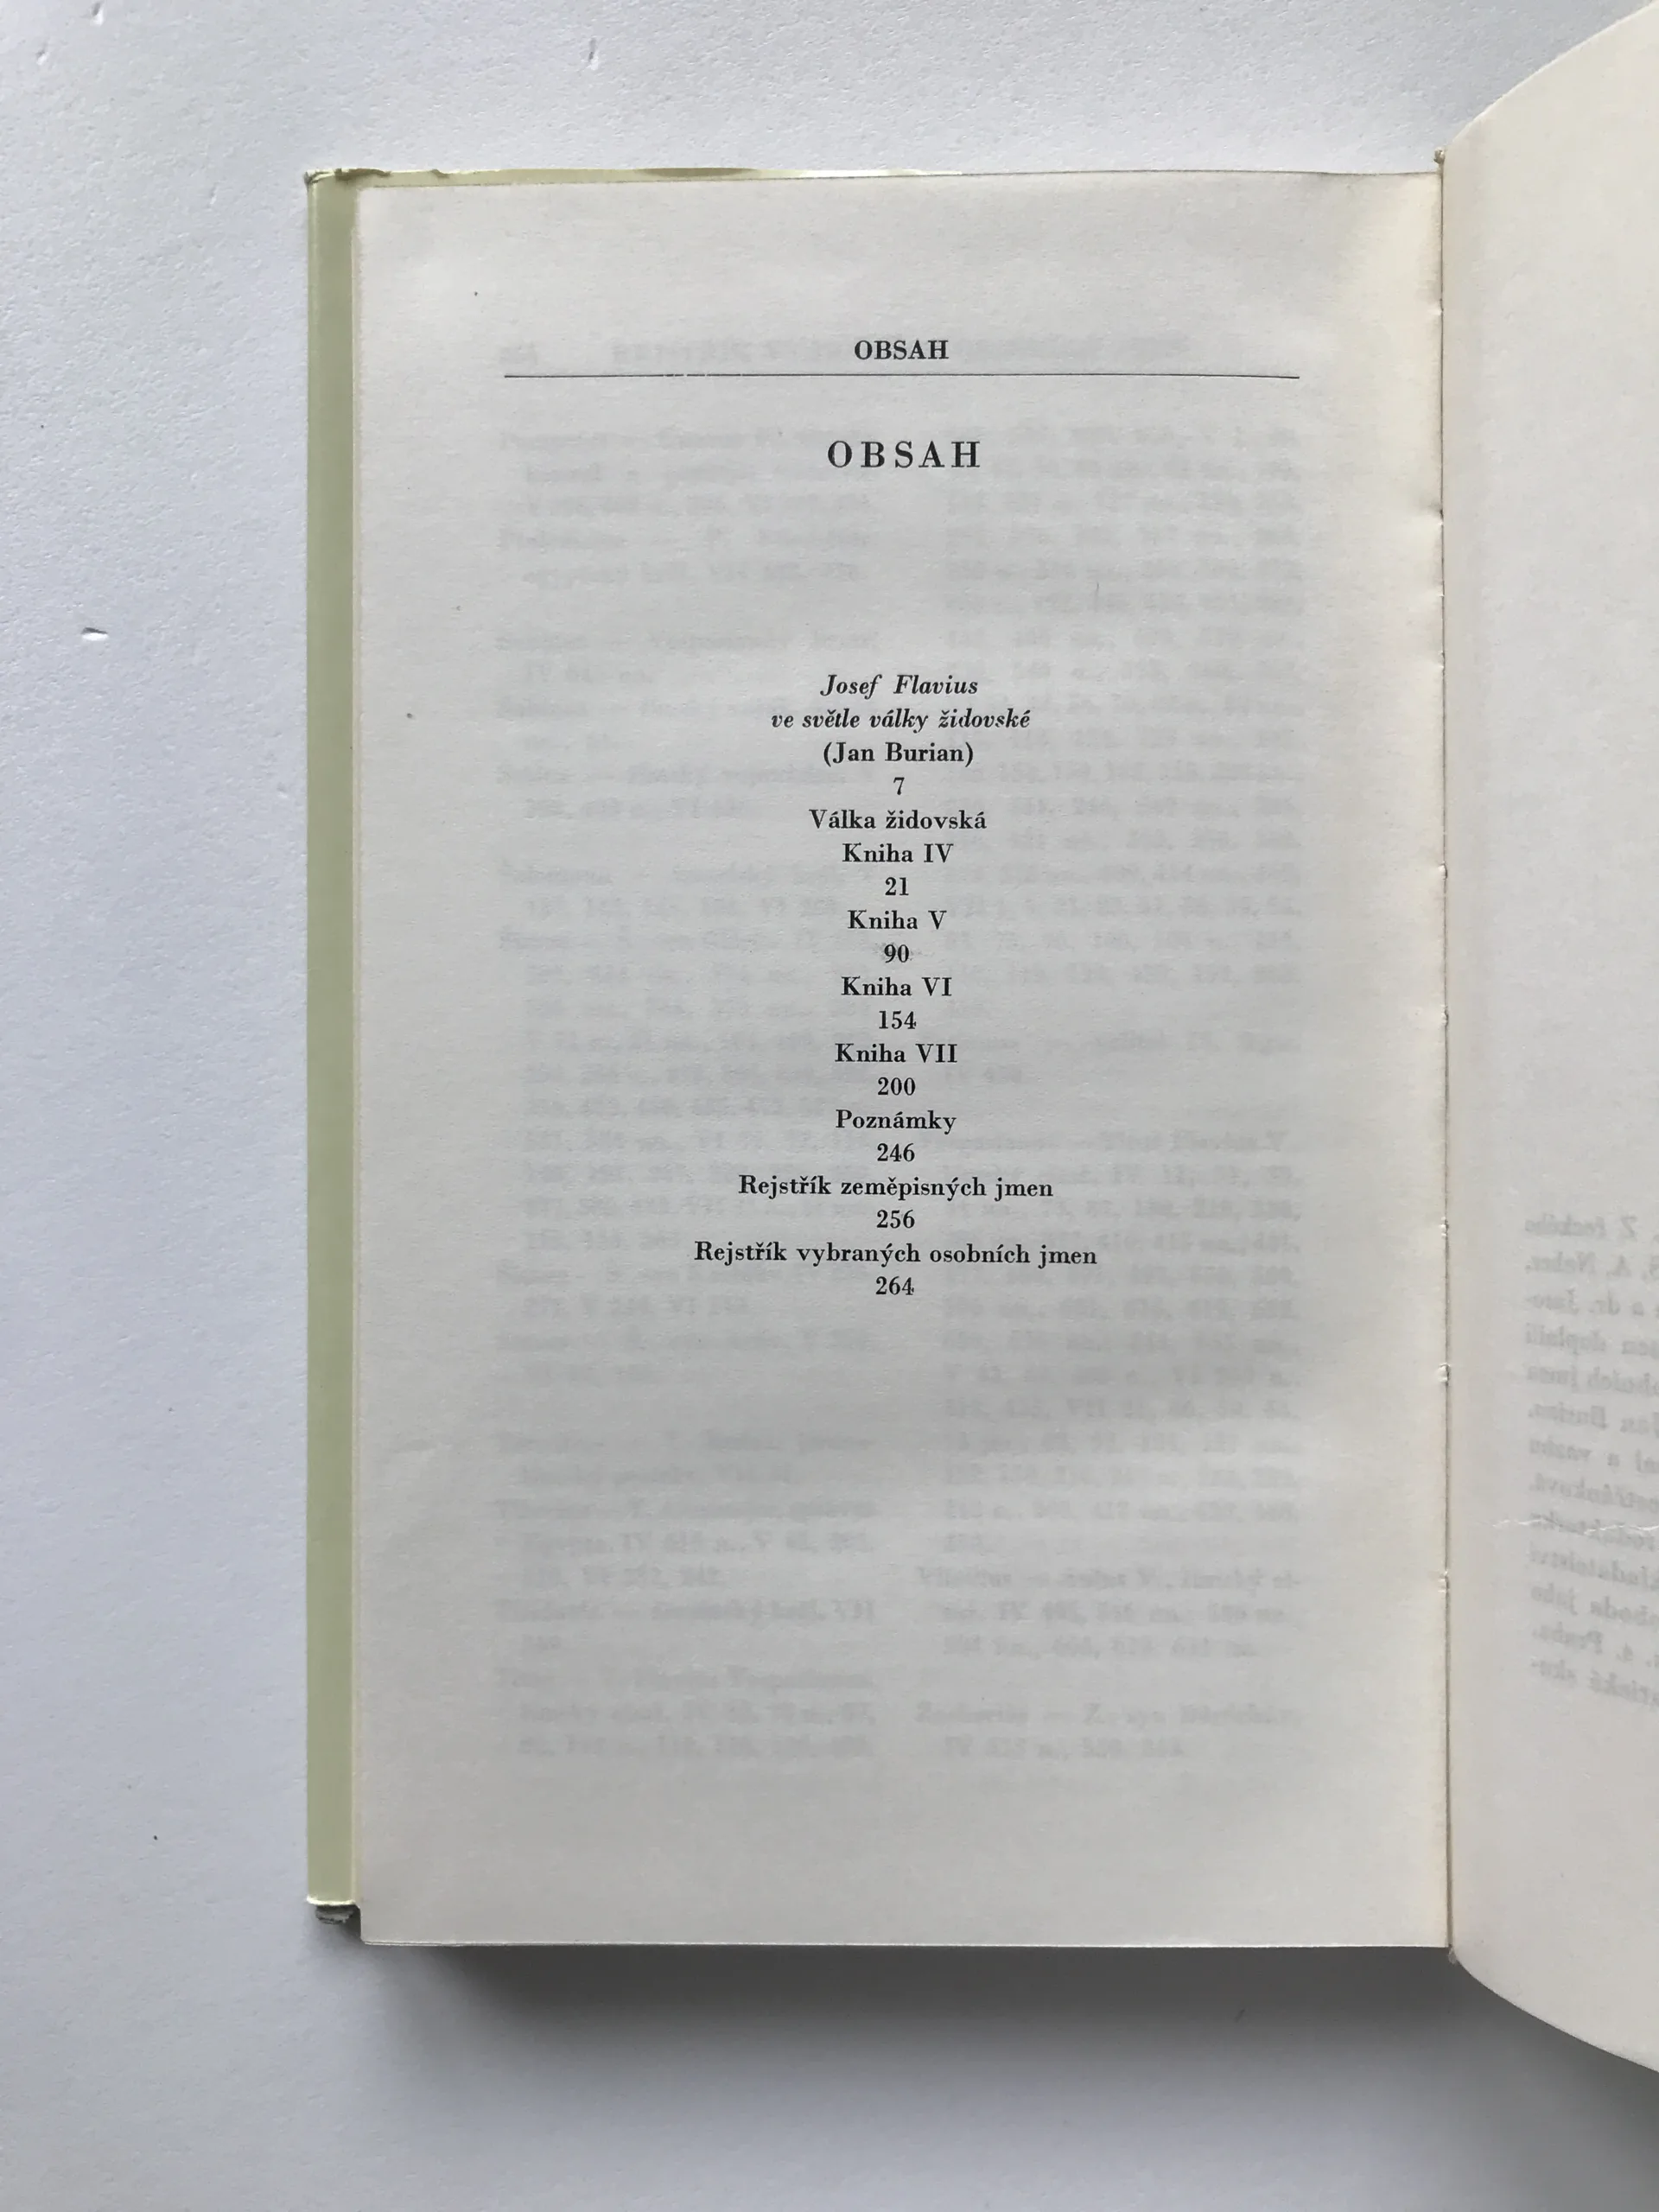 OBSAH
OBSAH
Josef Flavius
ve světle války židovské
(Jan Burian)
7
Válka židovská
Kniha IV
21
Kniha V
90
Kniha VI
154
Kniha VII
200
Poznámky
246
Rejstřík zeměpisných jmen
256
Rejstřík vybraných osobních jmen
264